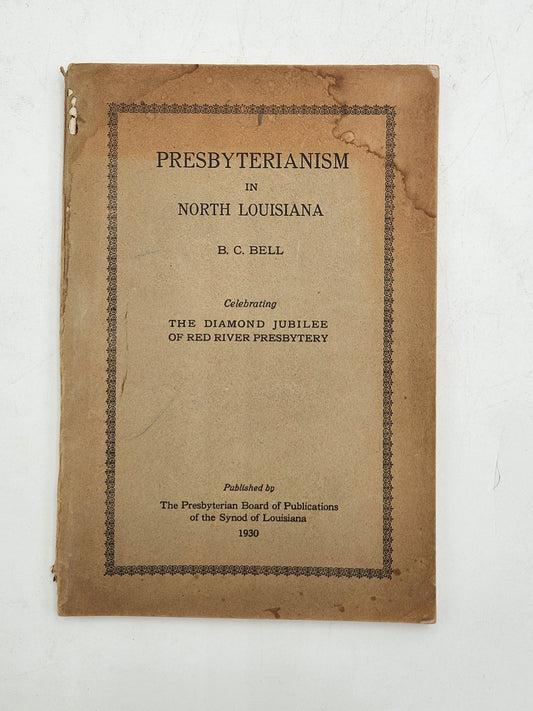 PRESBYTERIANISM
IN
NORTH LOUISIANA
B. C. BELL
Celebrating
THE DIAMOND JUBILEE
OF RED RIVER PRESBYTERY
Published by
The Presbyterian Board of Publications
of the Synod of Louisiana
1930